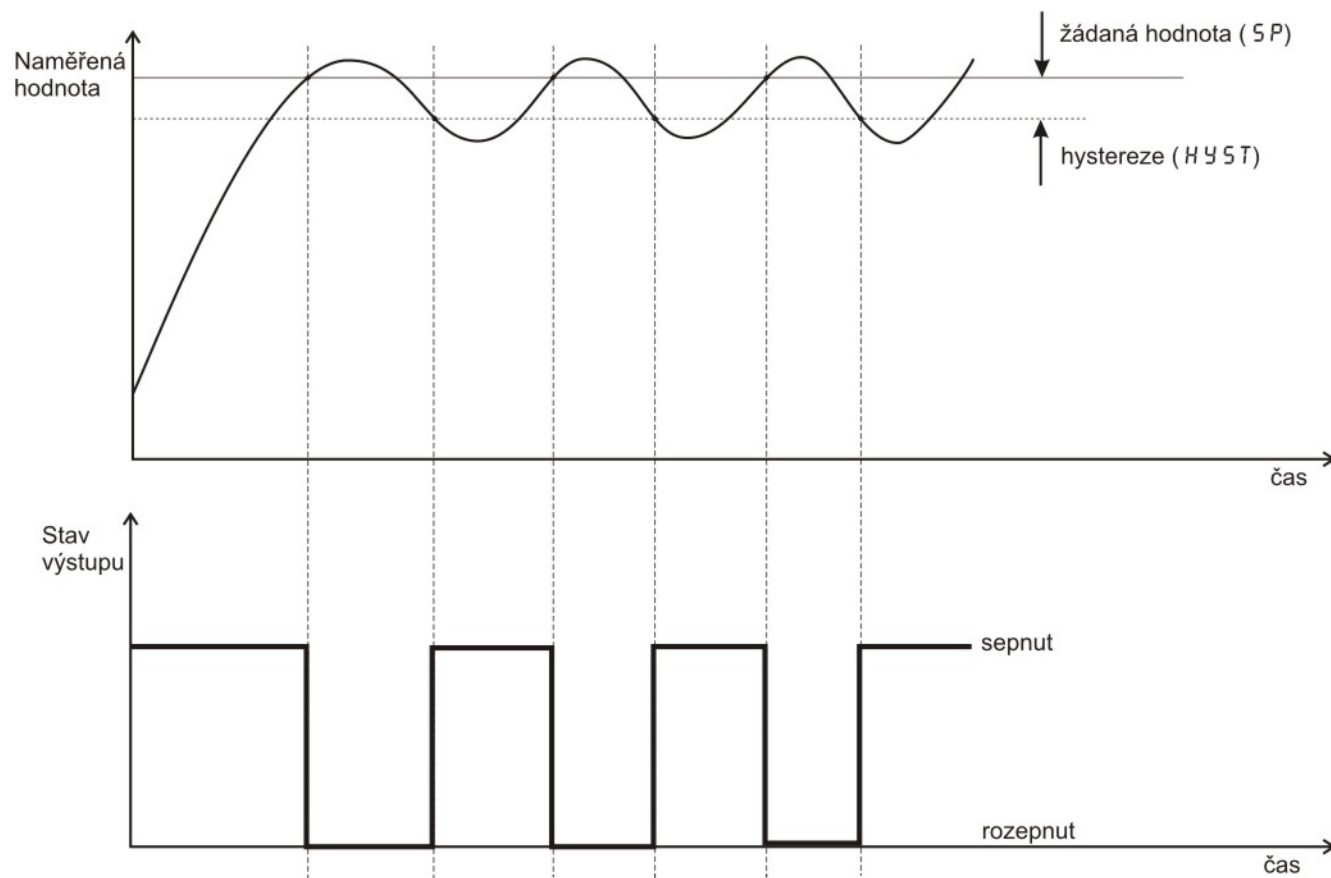 Naměřená
hodnota
žádaná hodnota (SP)
hystereze (HYST)
čas
Stav
výstupu
sepnut
rozepnut
čas